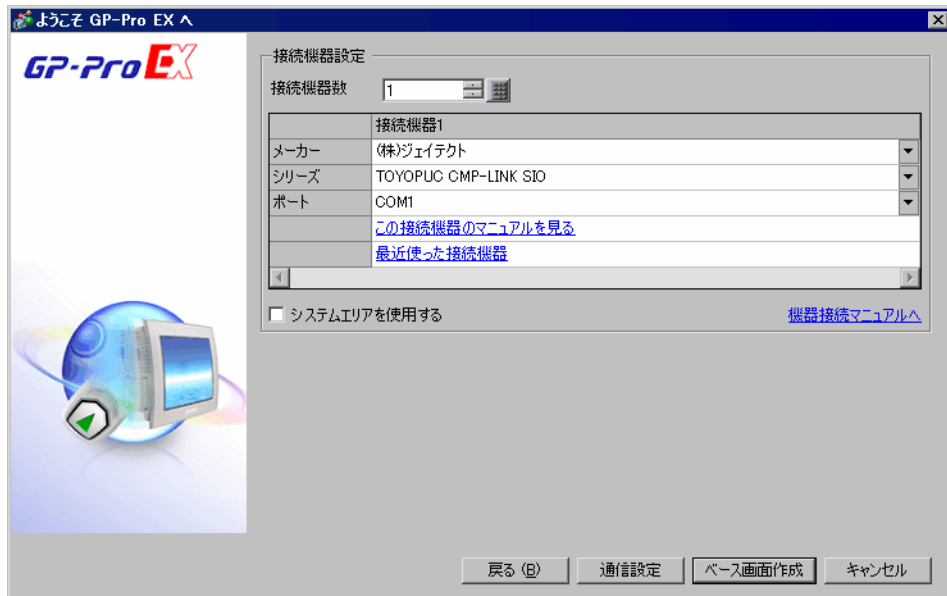 ようこそ GP-Pro EX へ
GP-Pro EX
接続機器設定
接続機器数 1
接続機器1
メーカー (株)ジェイテクト
シリーズ TOYOPUC CMP-LINK SIO
ポート COM1
この接続機器のマニュアルを見る
最近使った接続機器
システムエリアを使用する 機器接続マニュアルへ
戻る (B) 通信設定 ベース画面作成 キャンセル